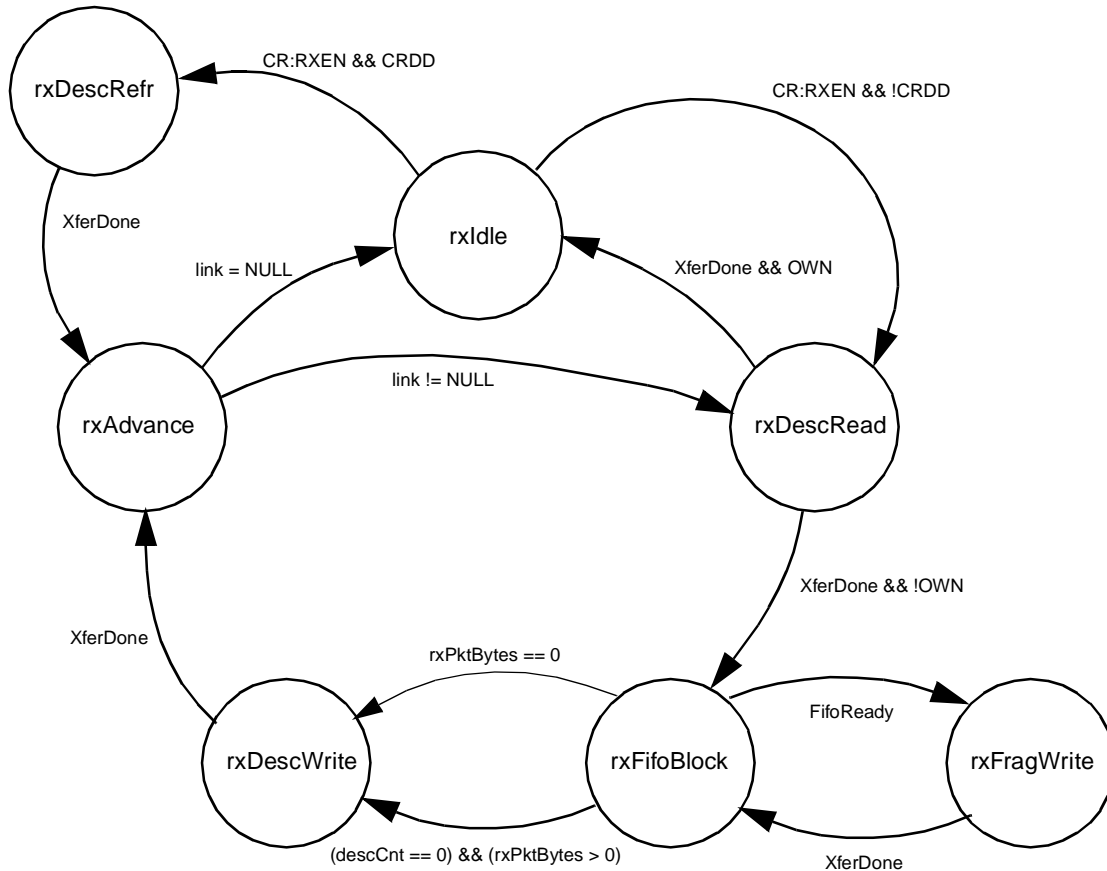 CR:RXEN && CRDD
rxDescRefr
CR:RXEN && !CRDD
XferDone
rxIdle
link = NULL
XferDone && OWN
link != NULL
rxAdvance
rxDescRead
XferDone && !OWN
XferDone
rxPktBytes == 0
FifoReady
rxDescWrite
rxFifoBlock
rxFragWrite
(descCnt == 0) && (rxPktBytes > 0)
XferDone